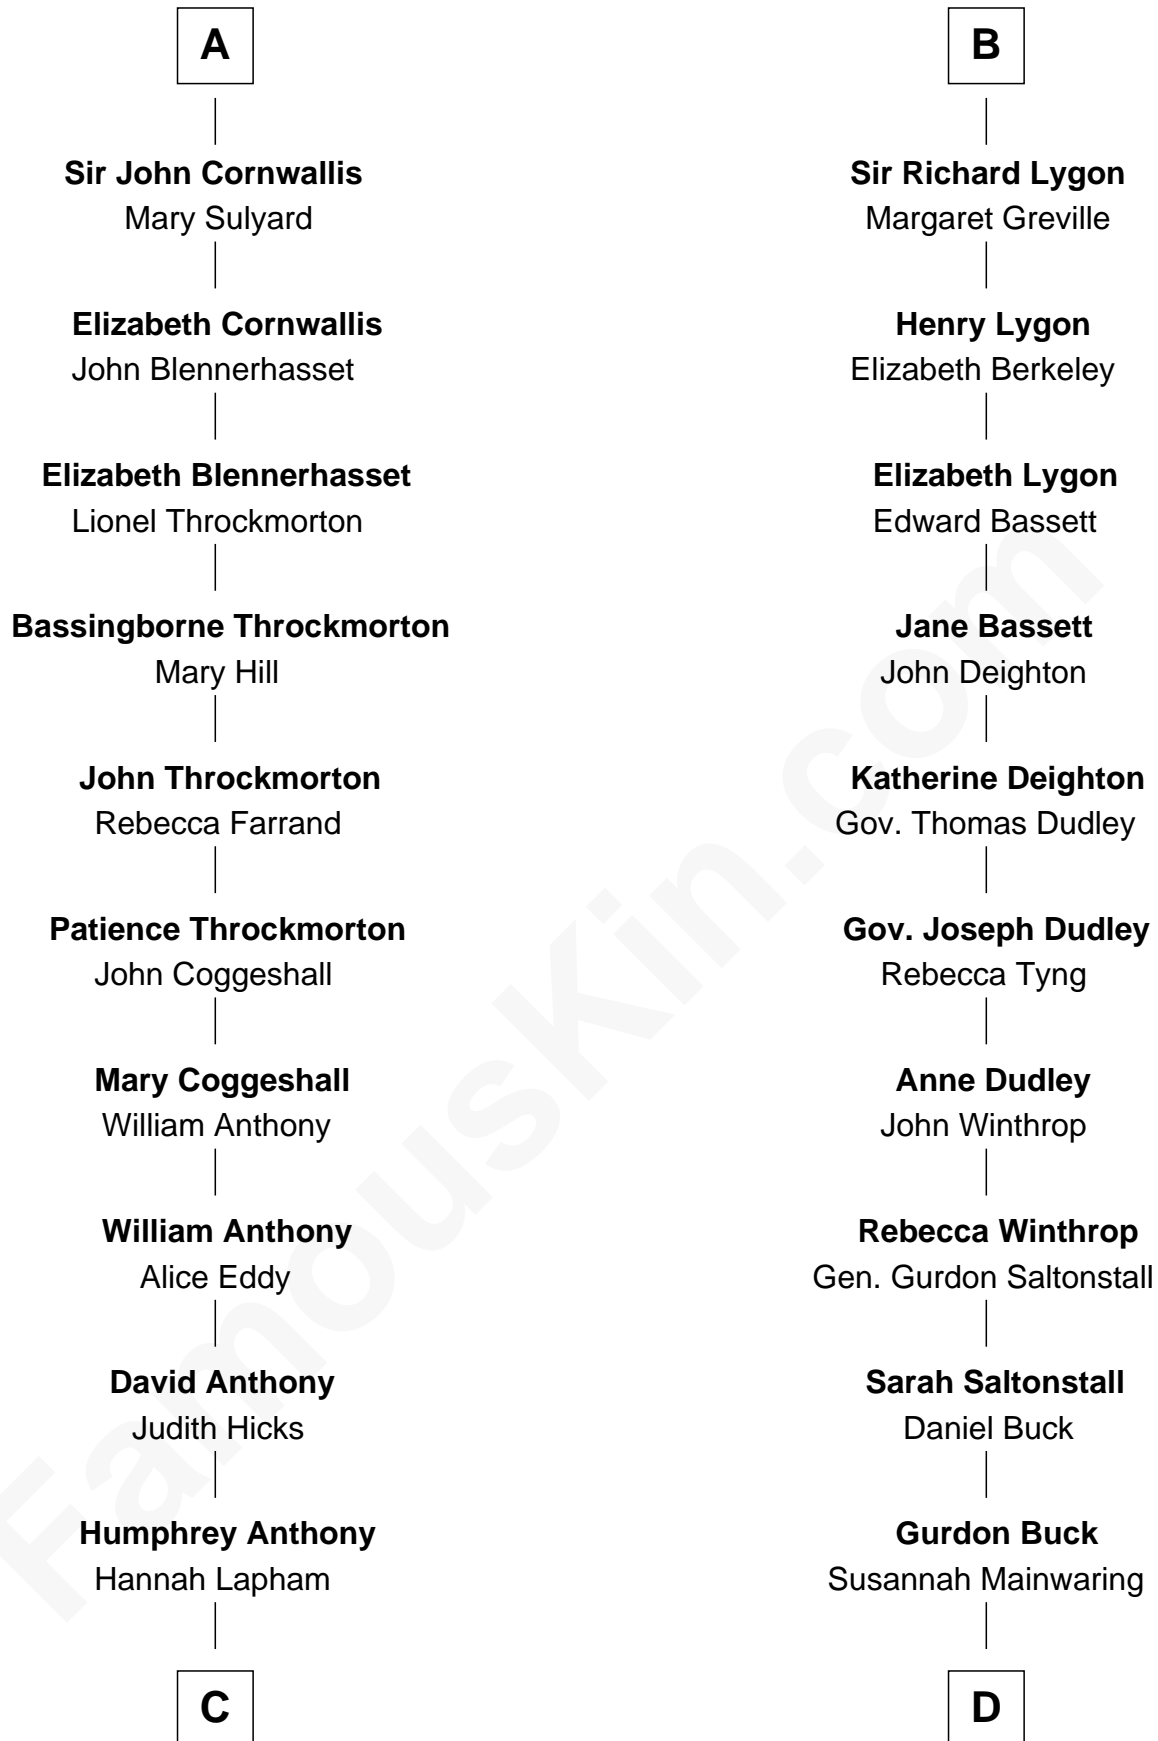 A
Sir John Cornwallis
Mary Sulyard
Elizabeth Cornwallis
John Blennerhasset
Elizabeth Blennerhasset
Lionel Throckmorton
Bassingborne Throckmorton
Mary Hill
John Throckmorton
Rebecca Farrand
Patience Throckmorton
John Coggeshall
Mary Coggeshall
William Anthony
William Anthony
Alice Eddy
David Anthony
Judith Hicks
Humphrey Anthony
Hannah Lapham
C
B
Sir Richard Lygon
Margaret Greville
Henry Lygon
Elizabeth Berkeley
Elizabeth Lygon
Edward Bassett
Jane Bassett
John Deighton
Katherine Deighton
Gov. Thomas Dudley
Gov. Joseph Dudley
Rebecca Tyng
Anne Dudley
John Winthrop
Rebecca Winthrop
Gen. Gurdon Saltonstall
Sarah Saltonstall
Daniel Buck
Gurdon Buck
Susannah Mainwaring
D
FamousKin.com